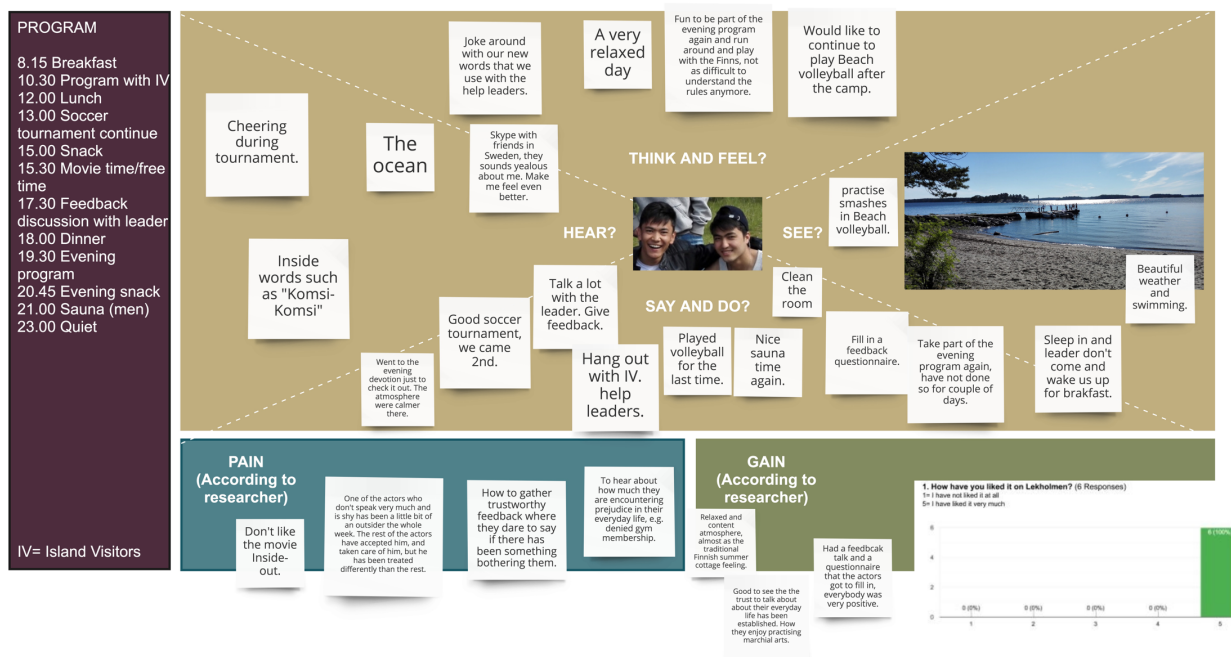 PROGRAM
8.15 Breakfast
10.30 Program with IV
12.00 Lunch
13.00 Soccer
tournament continue
15.00 Snack
15.30 Movie time/free
time
17.30 Feedback
discussion with leader
18.00 Dinner
19.30 Evening
program
20.45 Evening snack
21.00 Sauna (men)
23.00 Quiet
IV= Island Visitors
Joke around
with our new
words that we
use with the
help leaders.
A very
relaxed
day
Fun to be part of the
evening program
again and run
around and play
with the Finns, not
as difficult to
understand the
rules anymore.
Would like to
continue to
play Beach
volleyball after
the camp.
Cheering
during
tournament.
The
ocean
Skype with
friends in
Sweden, they
sounds yealous
about me. Make
me feel even
better.
THINK AND FEEL?
HEAR?
SEE?
SAY AND DO?
practise
smashes
in Beach
volleyball.
Beautiful
weather
and
swimming.
Inside
words such
as "Komsi-
Komsi"
Talk a lot
with the
leader. Give
feedback.
Clean
the
room
Good soccer
tournament,
we came
2nd.
Went to the
evening
devotion just to
check it out. The
atmosphere
were calmer
there.
Hang out
with IV.
help
leaders.
Played
volleyball
for the
last time.
Nice
sauna
time
again.
Fill in a
feedback
questionnaire.
Take part of the
evening
program again,
have not done
so for couple of
days.
Sleep in and
leader don't
come and
wake us up
for brakfast.
PAIN
(According to
researcher)
Don't like
the movie
Inside-
out.
One of the actors who
don't speak very much and
is shy has been a little bit of
an outsider the whole
week. The rest of the actors
have accepted him, and
taken care of him, but he
has been treated
differently than the rest.
How to gather
trustworthy
feedback where
they dare to say
if there has
been something
bothering them.
To hear about
how much they
are encountering
prejudice in their
everyday life, e.g.
denied gym
membership.
GAIN
(According to
researcher)
Relaxed and
content
atmosphere,
almost as the
traditional
Finnish summer
cottage feeling.
Good to see the the
trust to talk about
about their everyday
life has been
established. How
they enjoy practising
marchial arts.
Had a feedbcak
talk and a
questionnaire
that the actors
got to fill in,
everybody was
very positive.
1. How have you liked it on Lekholmen? (6 Responses)
1= I have not liked it at all
5= I have liked it very much
6
4
2
0
0 (0%)
0 (0%)
0 (0%)
0 (0%)
6 (100%)
1
2
3
4
5